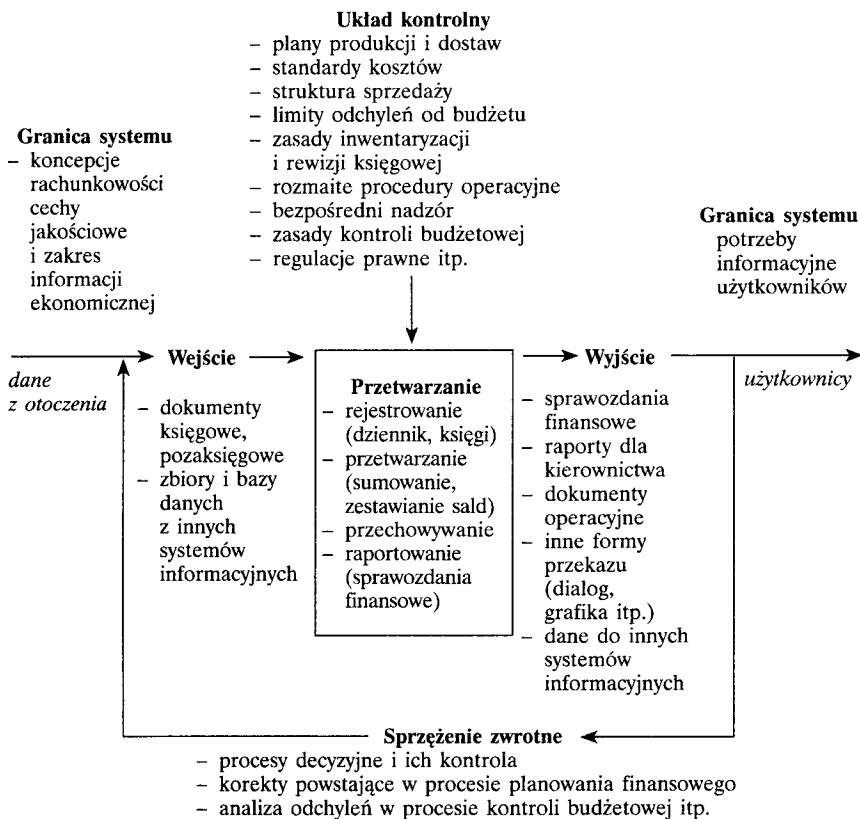 Układ kontrolny
– plany produkcji i dostaw
– standardy kosztów
– struktura sprzedaży
– limity odchyleń od budżetu
– zasady inwentaryzacji
i rewizji księgowej
– rozmaite procedury operacyjne
– bezpośredni nadzór
– zasady kontroli budżetowej
– regulacje prawne itp.
Granica systemu
– koncepcje
rachunkowości
cechy
jakościowe
i zakres
informacji
ekonomicznej
Granica systemu
potrzeby
informacyjne
użytkowników
dane
z otoczenia
Wejście
– dokumenty
księgowe,
pozaksięgowe
– zbiory i bazy
danych
z innych
systemów
informacyjnych
Przetwarzanie
– rejestrowanie
(dziennik, księgi)
– przetwarzanie
(sumowanie,
zestawianie sald)
– przechowywanie
– raportowanie
(sprawozdania
finansowe)
Wyjście
– sprawozdania
finansowe
– raporty dla
kierownictwa
– dokumenty
operacyjne
– inne formy
przekazu
(dialog,
grafika itp.)
– dane do innych
systemów
informacyjnych
użytkownicy
Sprzężenie zwrotne
– procesy decyzyjne i ich kontrola
– korekty powstające w procesie planowania finansowego
– analiza odchyleń w procesie kontroli budżetowej itp.